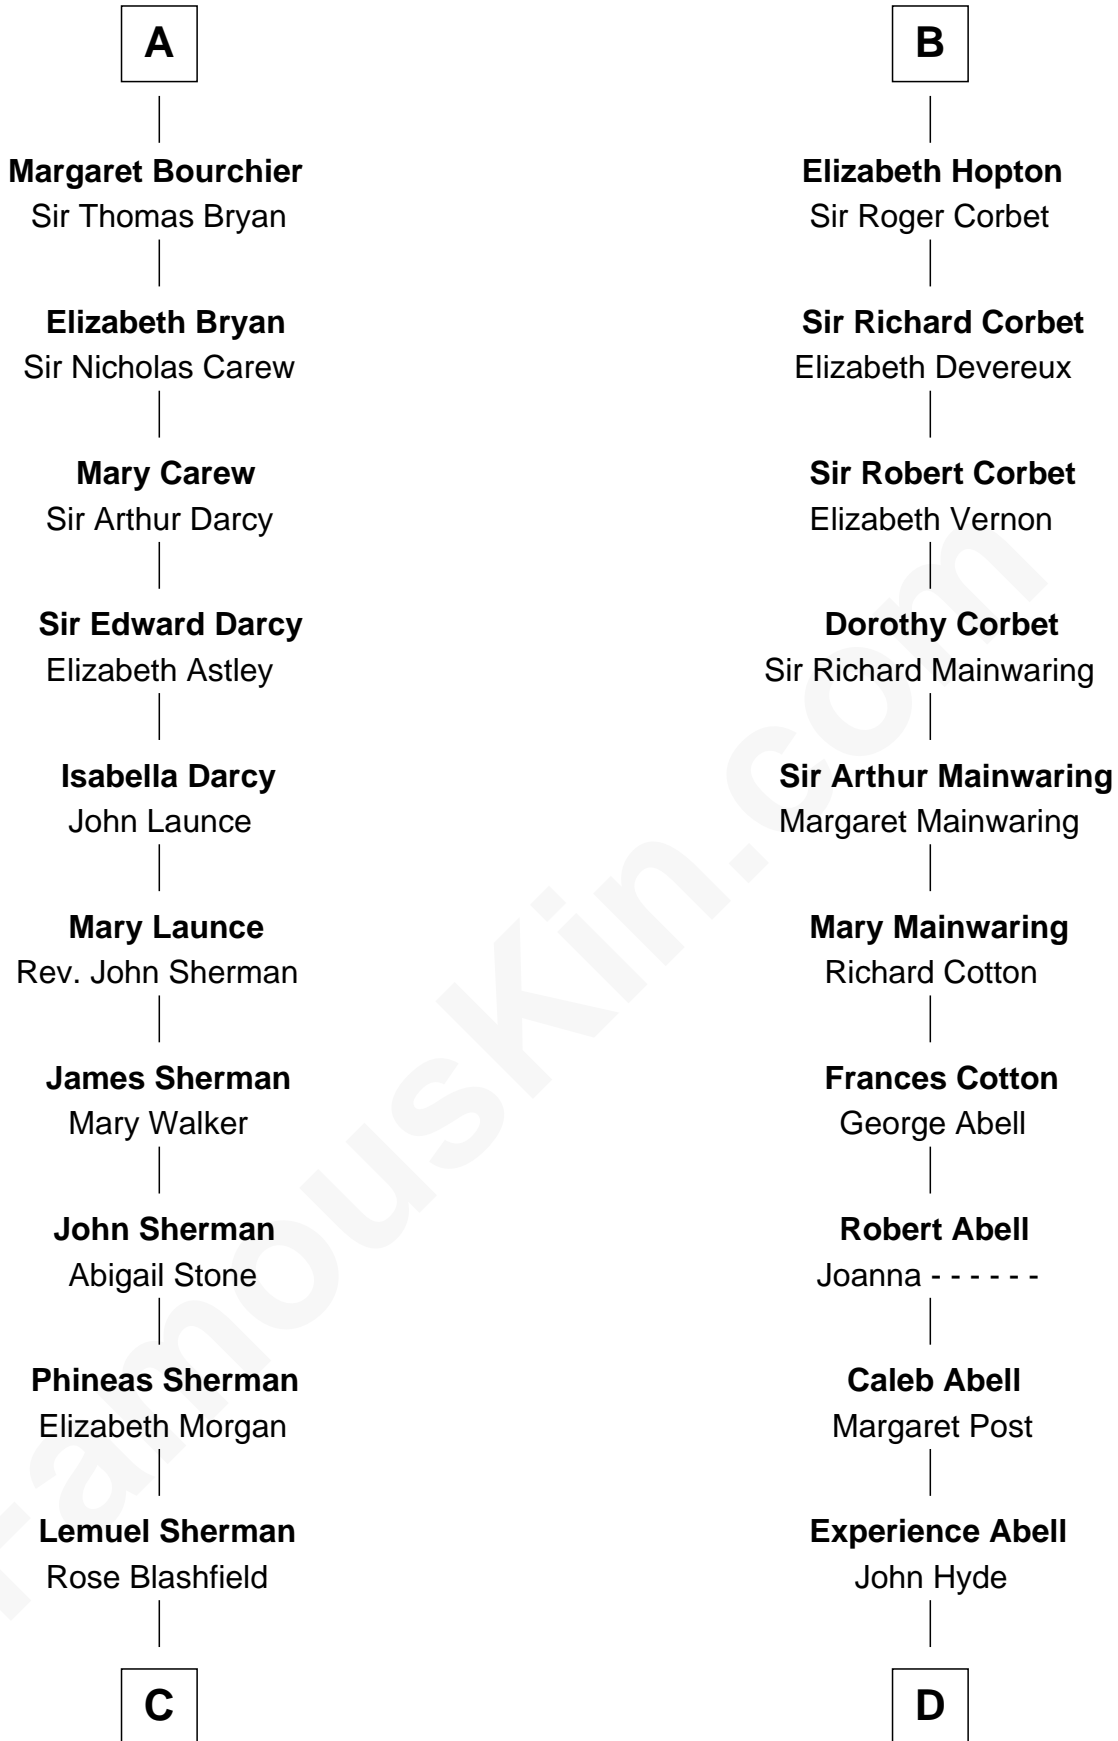 A
Margaret Bourchier
Sir Thomas Bryan
Elizabeth Bryan
Sir Nicholas Carew
Mary Carew
Sir Arthur Darcy
Sir Edward Darcy
Elizabeth Astley
Isabella Darcy
John Launce
Mary Launce
Rev. John Sherman
James Sherman
Mary Walker
John Sherman
Abigail Stone
Phineas Sherman
Elizabeth Morgan
Lemuel Sherman
Rose Blashfield
C
B
Elizabeth Hopton
Sir Roger Corbet
Sir Richard Corbet
Elizabeth Devereux
Sir Robert Corbet
Elizabeth Vernon
Dorothy Corbet
Sir Richard Mainwaring
Sir Arthur Mainwaring
Margaret Mainwaring
Mary Mainwaring
Richard Cotton
Frances Cotton
George Abell
Robert Abell
Joanna - - - - - -
Caleb Abell
Margaret Post
Experience Abell
John Hyde
D
FamousKin.com